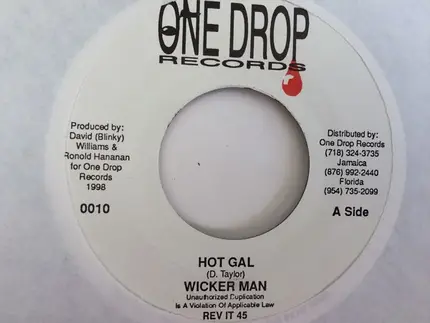 ONE DROP
RECORDS
Produced by:
David (Blinky)
Williams &
Ronold Hananan
for One Drop
Records
1998
0010
Distributed by:
One Drop Records
(718) 324-3735
Jamaica
(876) 992-2440
Florida
(954) 735-2099
A Side
HOT GAL
(D. Taylor)
WICKER MAN
Unauthorized Duplication
Is A Violation Of Applicable Law
REV IT 45